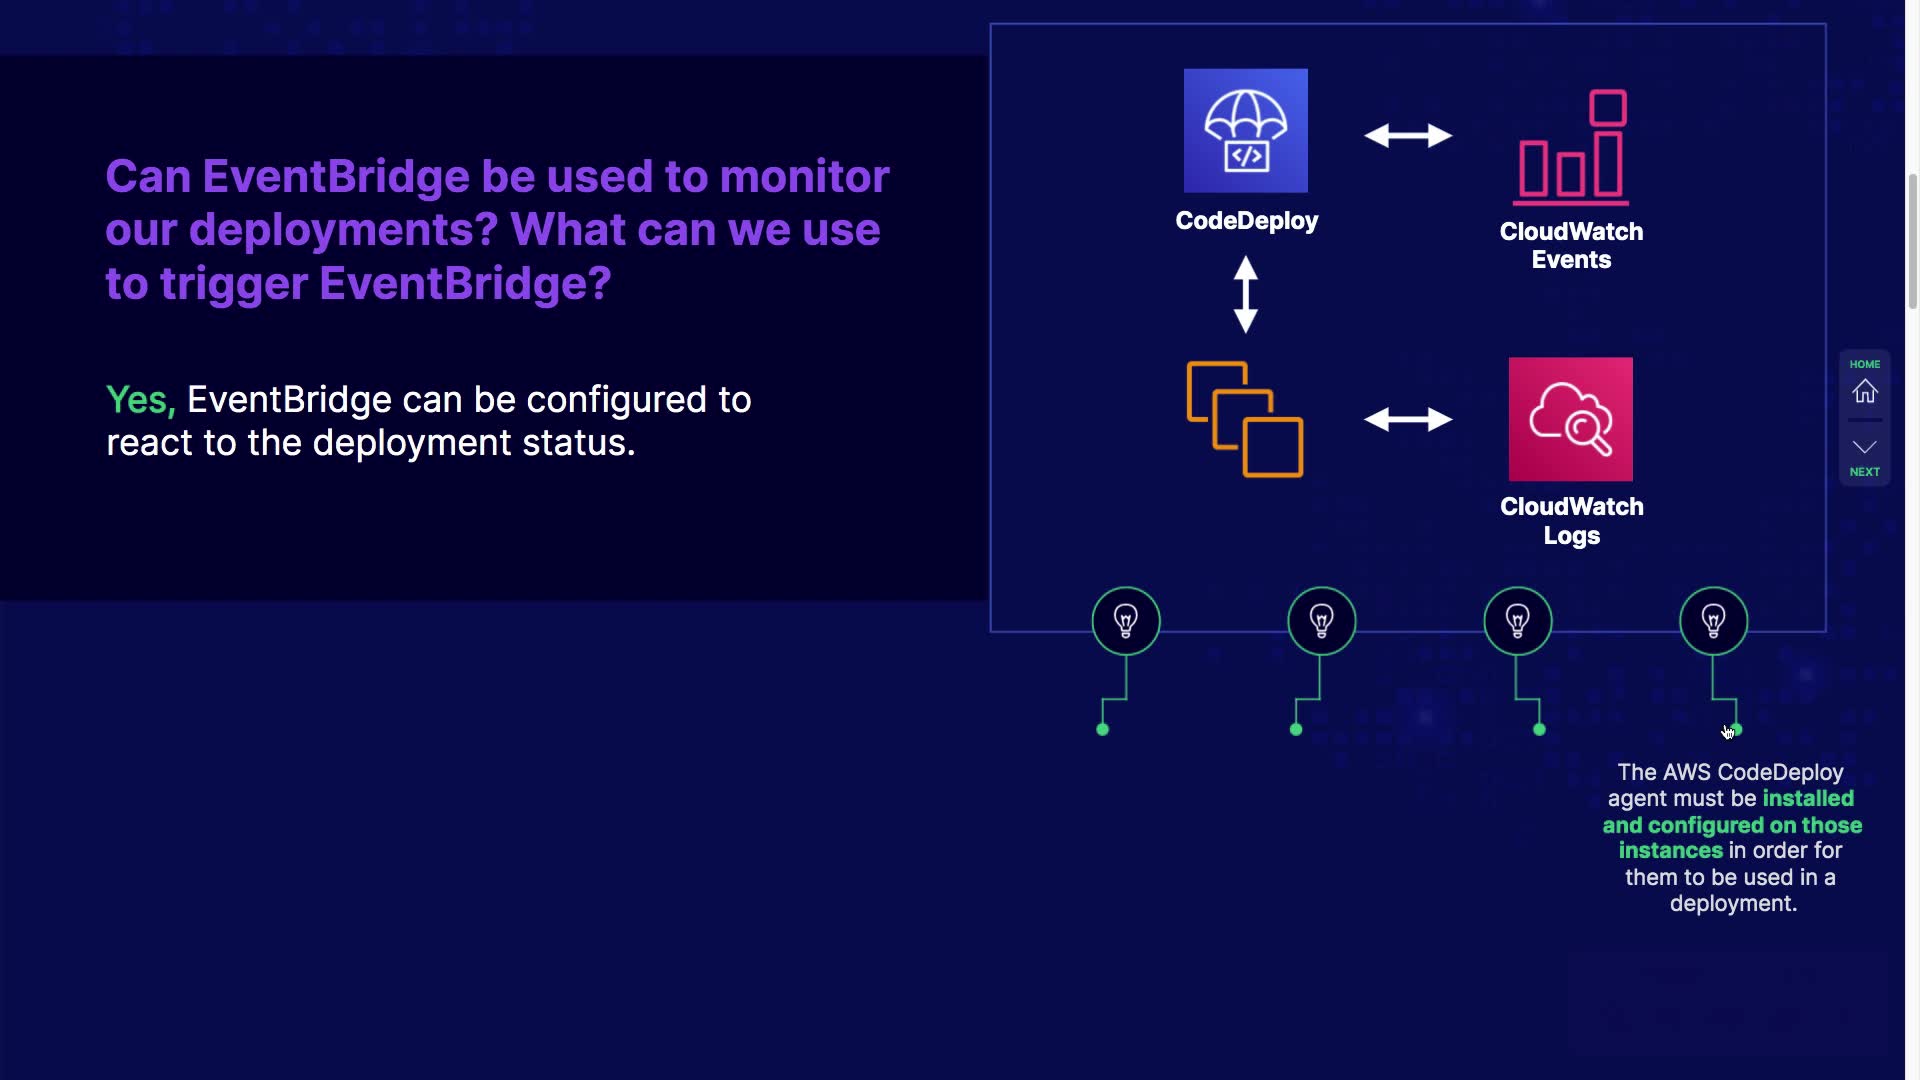 Can EventBridge be used to monitor
our deployments? What can we use
to trigger EventBridge?
Yes, EventBridge can be configured to
react to the deployment status.
CodeDeploy
CloudWatch
Events
CloudWatch
Logs
HOME
NEXT
The AWS CodeDeploy
agent must be installed
and configured on those
instances in order for
them to be used in a
deployment.